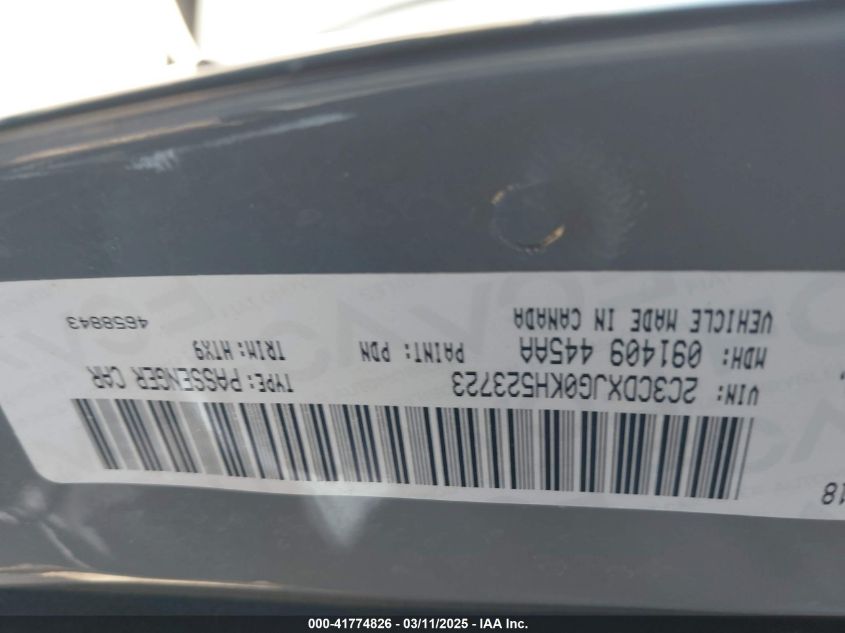 VIN: 2C3CDXJG0KH523723 TYPE: PASSENGER CAR
MDH: 091409 445AA PAINT: PDN TRIM: HTX9
VEHICLE MADE IN CANADA 4658843
18
000-41774826 - 03/11/2025 - IAA Inc.